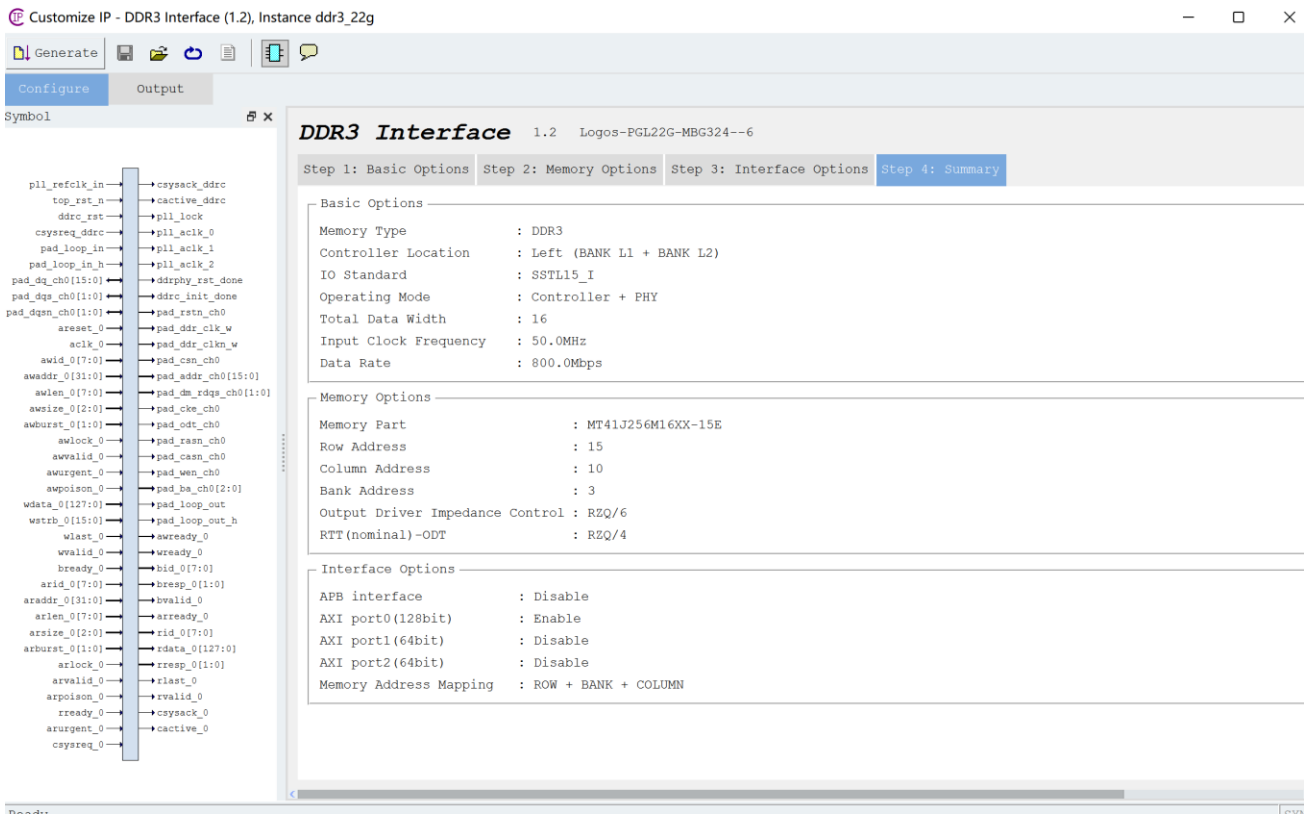 Customize IP - DDR3 Interface (1.2), Instance ddr3_22g
Generate
Configure Output
Symbol
pll_refclk_in csysack_ddrc
top_rst_n cactive_ddrc
ddrc_rst pll_lock
csysreq_ddrc pll_aclk_0
pad_loop_in pll_aclk_1
pad_loop_in_h pll_aclk_2
pad_dq_ch0[15:0] ddrphy_rst_done
pad_dqs_ch0[1:0] ddrc_init_done
pad_dqsn_ch0[1:0] pad_rstn_ch0
areset_0 pad_ddr_clk_w
aclk_0 pad_ddr_clkn_w
awid_0[7:0] pad_csn_ch0
awaddr_0[31:0] pad_addr_ch0[15:0]
awlen_0[7:0] pad_dm_rdqs_ch0[1:0]
awsize_0[2:0] pad_cke_ch0
awburst_0[1:0] pad_odt_ch0
awlock_0 pad_rasn_ch0
awvalid_0 pad_casn_ch0
awurgent_0 pad_wen_ch0
awpoison_0 pad_ba_ch0[2:0]
wdata_0[127:0] pad_loop_out
wstrb_0[15:0] pad_loop_out_h
wlast_0 awready_0
wvalid_0 wready_0
bready_0 bid_0[7:0]
arid_0[7:0] bresp_0[1:0]
araddr_0[31:0] bvalid_0
arlen_0[7:0] arready_0
arsize_0[2:0] rid_0[7:0]
arburst_0[1:0] rdata_0[127:0]
arlock_0 rresp_0[1:0]
arvalid_0 rlast_0
arpoison_0 rvalid_0
rready_0 csysack_0
arurgent_0 cactive_0
csysreq_0
DDR3 Interface 1.2 Logos-PGL22G-MBG324--6
Step 1: Basic Options Step 2: Memory Options Step 3: Interface Options Step 4: Summary
Basic Options
Memory Type : DDR3
Controller Location : Left (BANK L1 + BANK L2)
IO Standard : SSTL15_I
Operating Mode : Controller + PHY
Total Data Width : 16
Input Clock Frequency : 50.0MHz
Data Rate : 800.0Mbps
Memory Options
Memory Part : MT41J256M16XX-15E
Row Address : 15
Column Address : 10
Bank Address : 3
Output Driver Impedance Control : RZQ/6
RTT(nominal)-ODT : RZQ/4
Interface Options
APB interface : Disable
AXI port0(128bit) : Enable
AXI port1(64bit) : Disable
AXI port2(64bit) : Disable
Memory Address Mapping : ROW + BANK + COLUMN